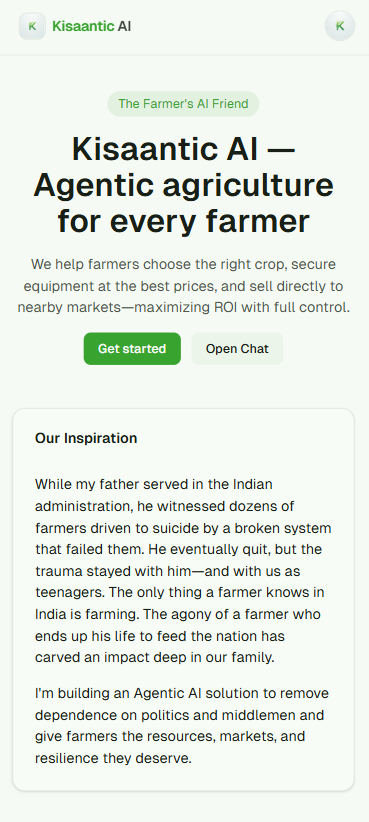 K Kisaantic AI K
The Farmer's AI Friend
Kisaantic AI —
Agentic agriculture
for every farmer
We help farmers choose the right crop, secure
equipment at the best prices, and sell directly to
nearby markets—maximizing ROI with full control.
Get started Open Chat
Our Inspiration
While my father served in the Indian
administration, he witnessed dozens of
farmers driven to suicide by a broken system
that failed them. He eventually quit, but the
trauma stayed with him—and with us as
teenagers. The only thing a farmer knows in
India is farming. The agony of a farmer who
ends up his life to feed the nation has
carved an impact deep in our family.
I'm building an Agentic AI solution to remove
dependence on politics and middlemen and
give farmers the resources, markets, and
resilience they deserve.